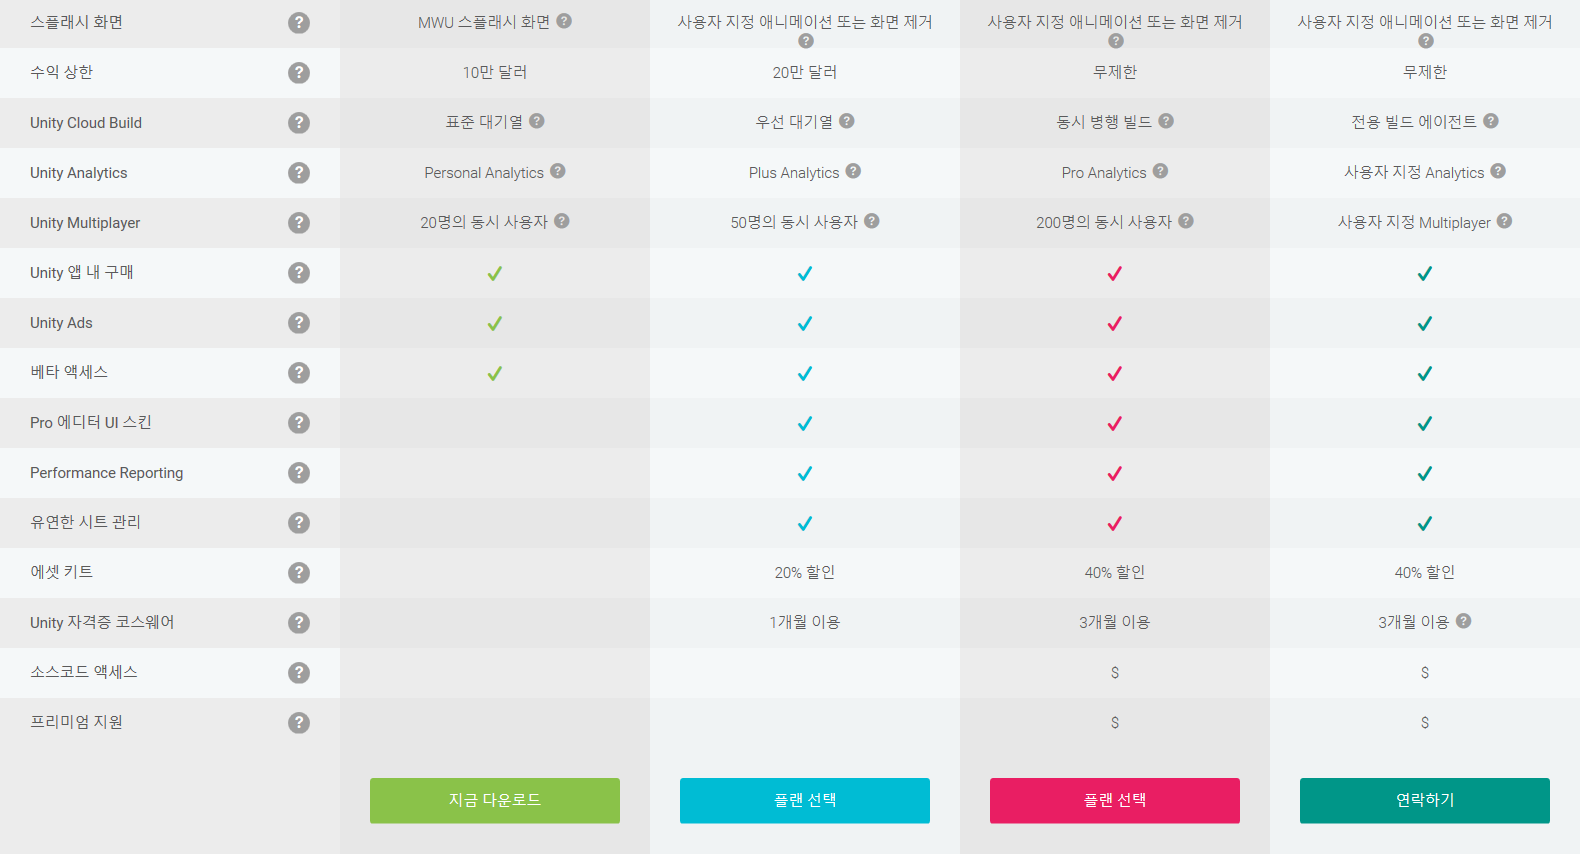 스플래시 화면 ? MWU 스플래시 화면 ? 사용자 지정 애니메이션 또는 화면 제거 ? 사용자 지정 애니메이션 또는 화면 제거 ? 사용자 지정 애니메이션 또는 화면 제거 ?
수익 상한 ? 10만 달러 20만 달러 무제한 무제한
Unity Cloud Build ? 표준 대기열 ? 우선 대기열 ? 동시 병행 빌드 ? 전용 빌드 에이전트 ?
Unity Analytics ? Personal Analytics ? Plus Analytics ? Pro Analytics ? 사용자 지정 Analytics ?
Unity Multiplayer ? 20명의 동시 사용자 ? 50명의 동시 사용자 ? 200명의 동시 사용자 ? 사용자 지정 Multiplayer ?
Unity 앱 내 구매 ?
Unity Ads ?
베타 액세스 ?
Pro 에디터 UI 스킨 ?
Performance Reporting ?
유연한 시트 관리 ?
에셋 키트 ? 20% 할인 40% 할인 40% 할인
Unity 자격증 코스웨어 ? 1개월 이용 3개월 이용 3개월 이용 ?
소스코드 액세스 ? $ $
프리미엄 지원 ? $ $
지금 다운로드 플랜 선택 플랜 선택 연락하기